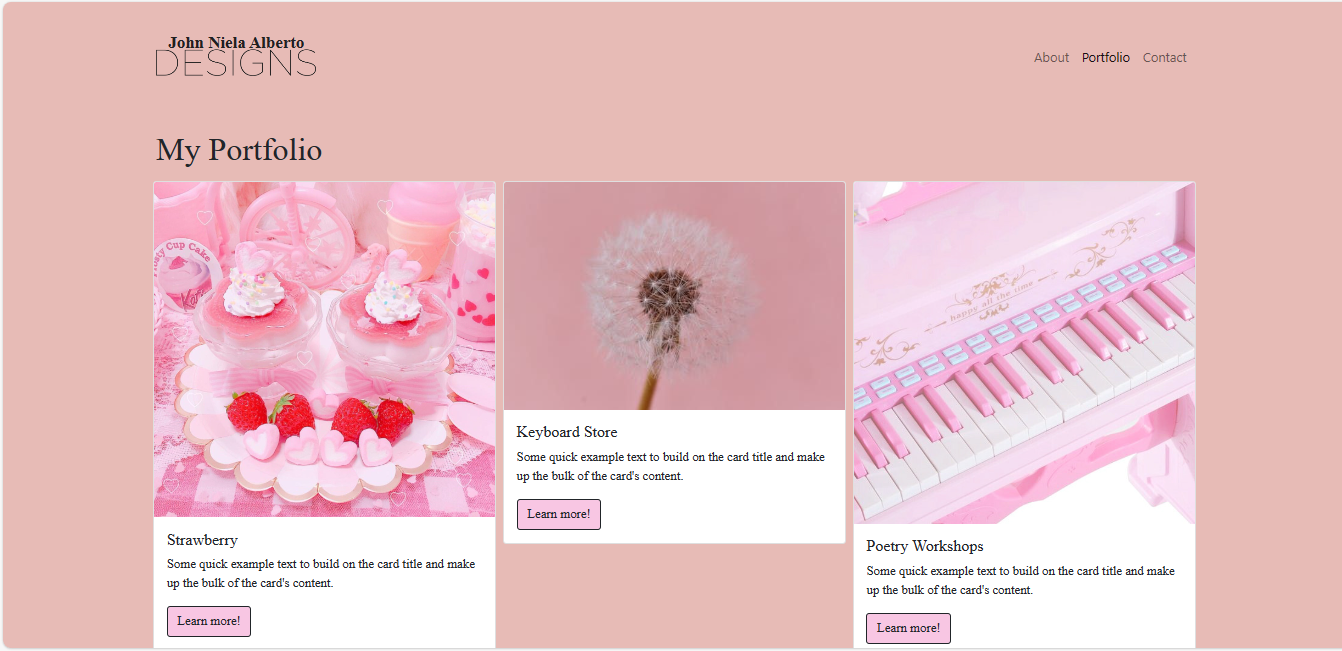 John Niela Alberto
DESIGNS
About Portfolio Contact
My Portfolio
Cup Cake
happy all the time
Strawberry
Some quick example text to build on the card title and make
up the bulk of the card's content.
Learn more!
Keyboard Store
Some quick example text to build on the card title and make
up the bulk of the card's content.
Learn more!
Poetry Workshops
Some quick example text to build on the card title and make
up the bulk of the card's content.
Learn more!